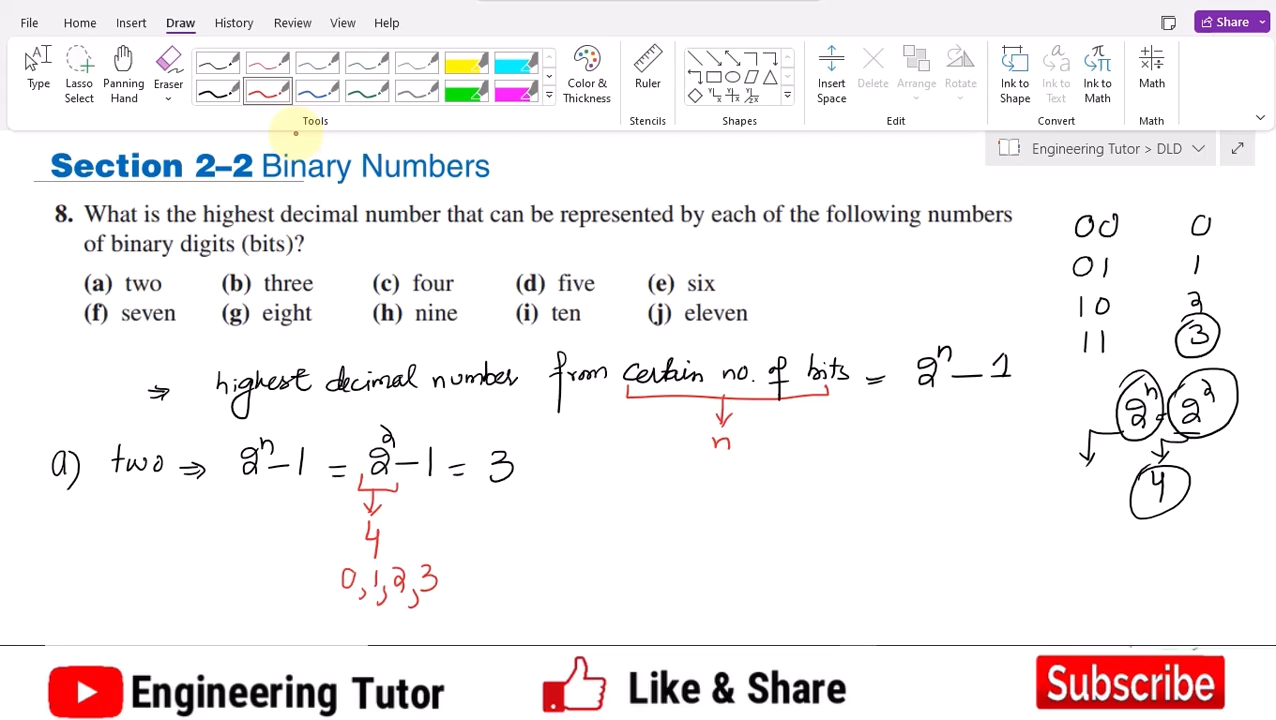 File Home Insert Draw History Review View Help Share
Type Lasso Select Panning Hand Eraser Color & Thickness Ruler Insert Space Delete Arrange Rotate Ink to Shape Ink to Text Ink to Math Math
Tools Stencils Shapes Edit Convert Math
Engineering Tutor > DLD
Section 2–2 Binary Numbers
8. What is the highest decimal number that can be represented by each of the following numbers
of binary digits (bits)?
(a) two (b) three (c) four (d) five (e) six
(f) seven (g) eight (h) nine (i) ten (j) eleven
00 0
01 1
10 2
11 3
⇒ highest decimal number from certain no. of bits = 2ⁿ − 1
n
2ⁿ = 2²
4
a) two ⇒ 2ⁿ−1 = 2²−1 = 3
4
0,1,2,3
Engineering Tutor Like & Share Subscribe